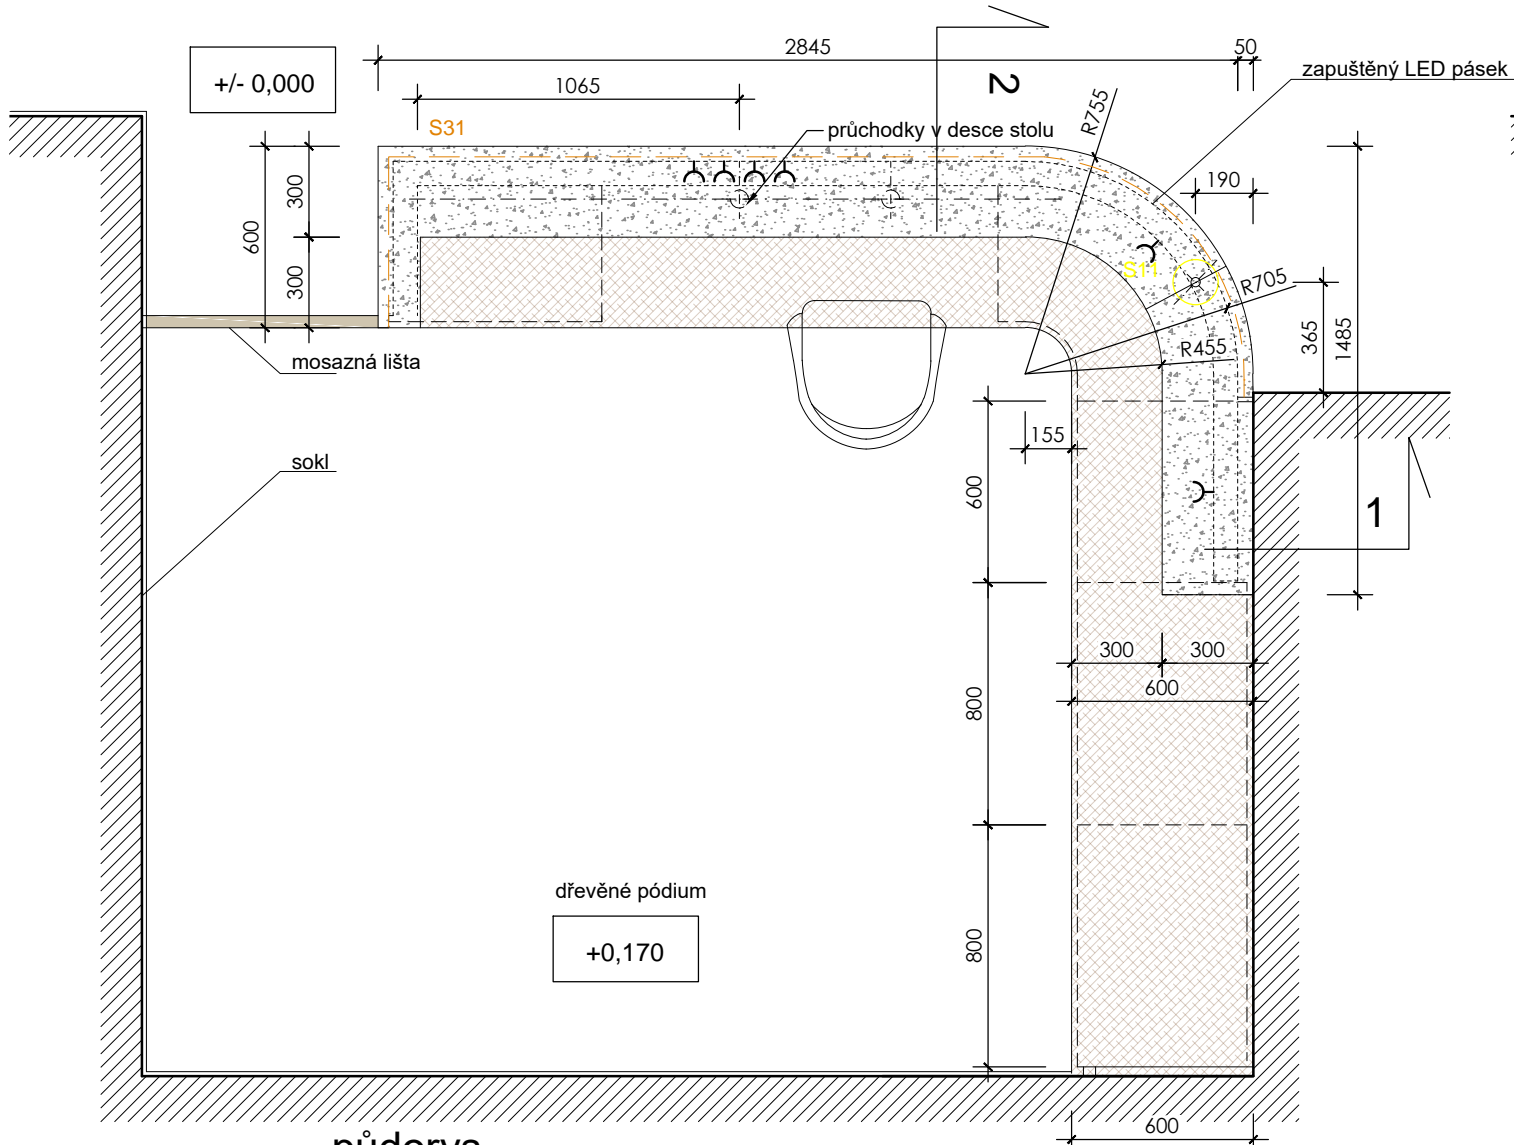 2845
50
+/- 0,000
zapuštěný LED pásek
1065
2
R755
S31
průchodky v desce stolu
190
300
600
300
S11
R705
365
1485
R455
mosazná lišta
155
sokl
600
1
300
300
600
800
dřevěné pódium
+0,170
800
600
půdorys